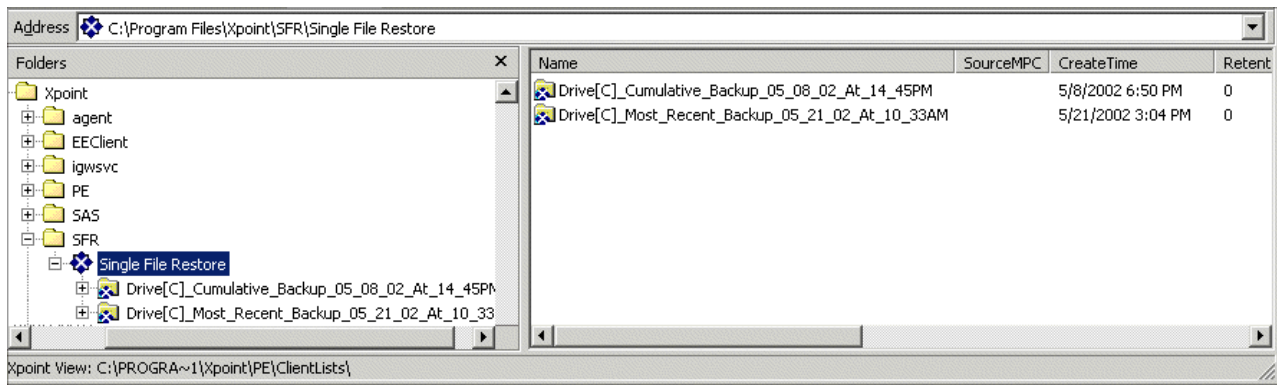 Address C:\Program Files\Xpoint\SFR\Single File Restore
Folders
Xpoint
agent
EEClient
igwsvc
PE
SAS
SFR
Single File Restore
Drive[C]_Cumulative_Backup_05_08_02_At_14_45PM
Drive[C]_Most_Recent_Backup_05_21_02_At_10_33
Name SourceMPC CreateTime Retent
Drive[C]_Cumulative_Backup_05_08_02_At_14_45PM 5/8/2002 6:50 PM 0
Drive[C]_Most_Recent_Backup_05_21_02_At_10_33AM 5/21/2002 3:04 PM 0
Xpoint View: C:\PROGRA~1\Xpoint\PE\ClientLists\